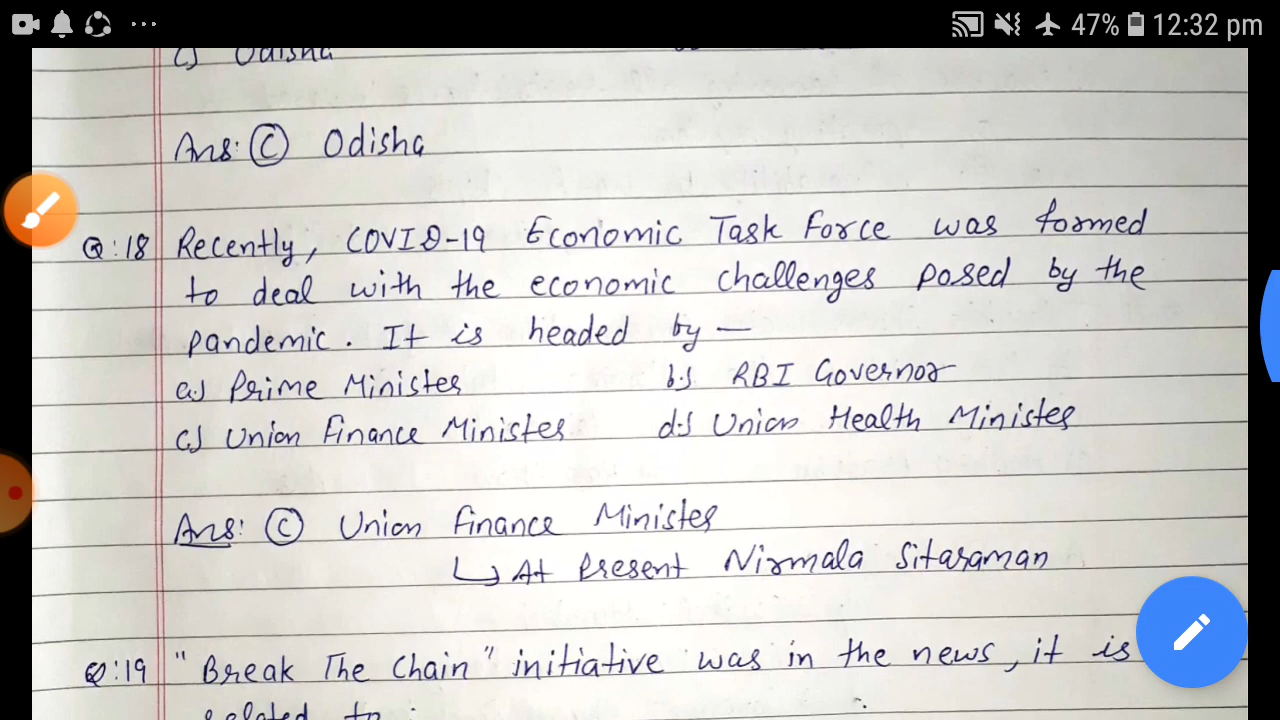 47% 12:32 pm
c) Odisha
Ans: (C) Odisha
Q:18 Recently, COVID-19 Economic Task Force was formed
to deal with the economic challenges posed by the
pandemic. It is headed by —
a.) Prime Minister b.) RBI Governor
c.) Union Finance Minister d.) Union Health Minister
Ans: (C) Union Finance Minister
↳ At Present Nirmala Sitaraman
Q:19 "Break The Chain" initiative was in the news, it is
related to :